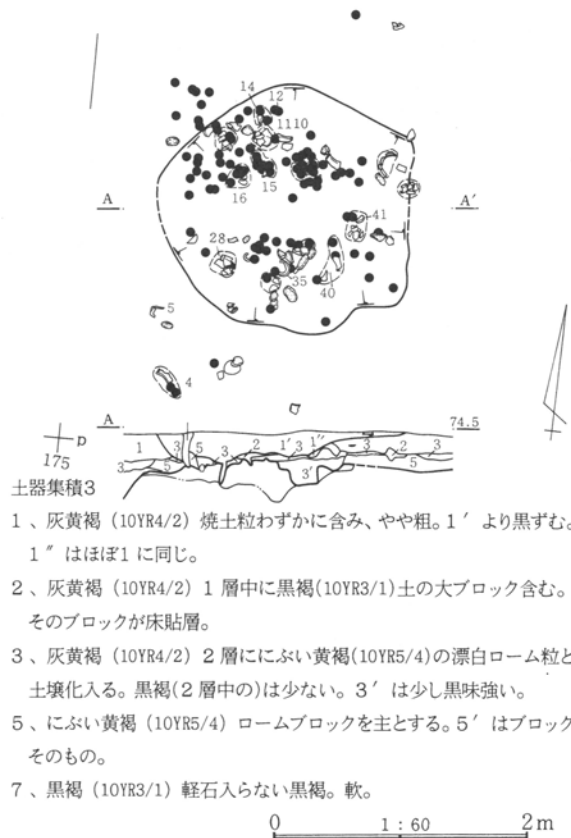 14
12
1110
15
16
A
A′
41
28
35
40
5
4
A
74.5
1 3 5 3 2 1′ 3 1″ 3 2 3
3 5 3′ 5
p
175
土器集積3
1、灰黄褐(10YR4/2)焼土粒わずかに含み、やや粗。1′より黒ずむ。
1″はほぼ1に同じ。
2、灰黄褐(10YR4/2)1層中に黒褐(10YR3/1)土の大ブロック含む。
そのブロックが床貼層。
3、灰黄褐(10YR4/2)2層ににぶい黄褐(10YR5/4)の漂白ローム粒と
土壌化入る。黒褐(2層中の)は少ない。3′は少し黒味強い。
5、にぶい黄褐(10YR5/4)ロームブロックを主とする。5′はブロック
そのもの。
7、黒褐(10YR3/1)軽石入らない黒褐。軟。
0 1:60 2m